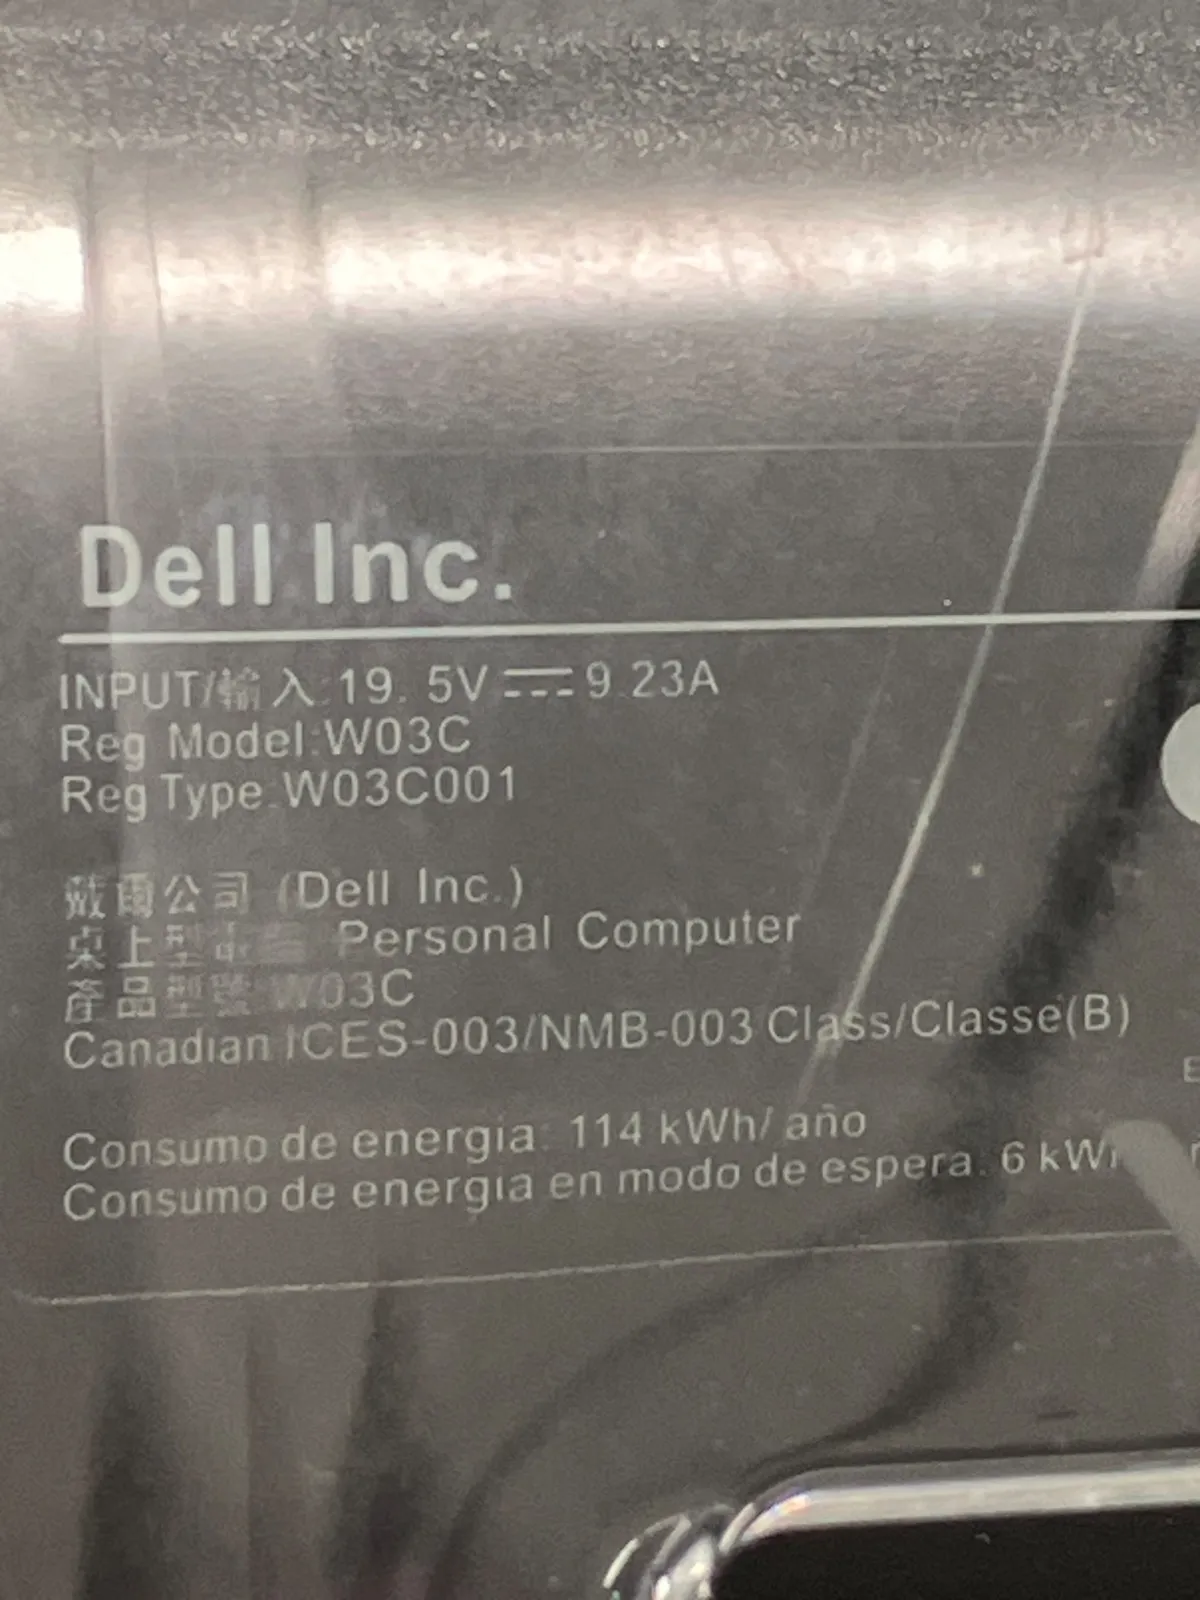 Dell Inc.
INPUT/輸入:19. 5V⎓9.23A
Reg Model:W03C
Reg Type:W03C001
戴爾公司 (Dell Inc.)
桌上型 Personal Computer
產品型號:W03C
Canadian ICES-003/NMB-003 Class/Classe(B)
Consumo de energia: 114 kWh/ año
Consumo de energia en modo de espera: 6